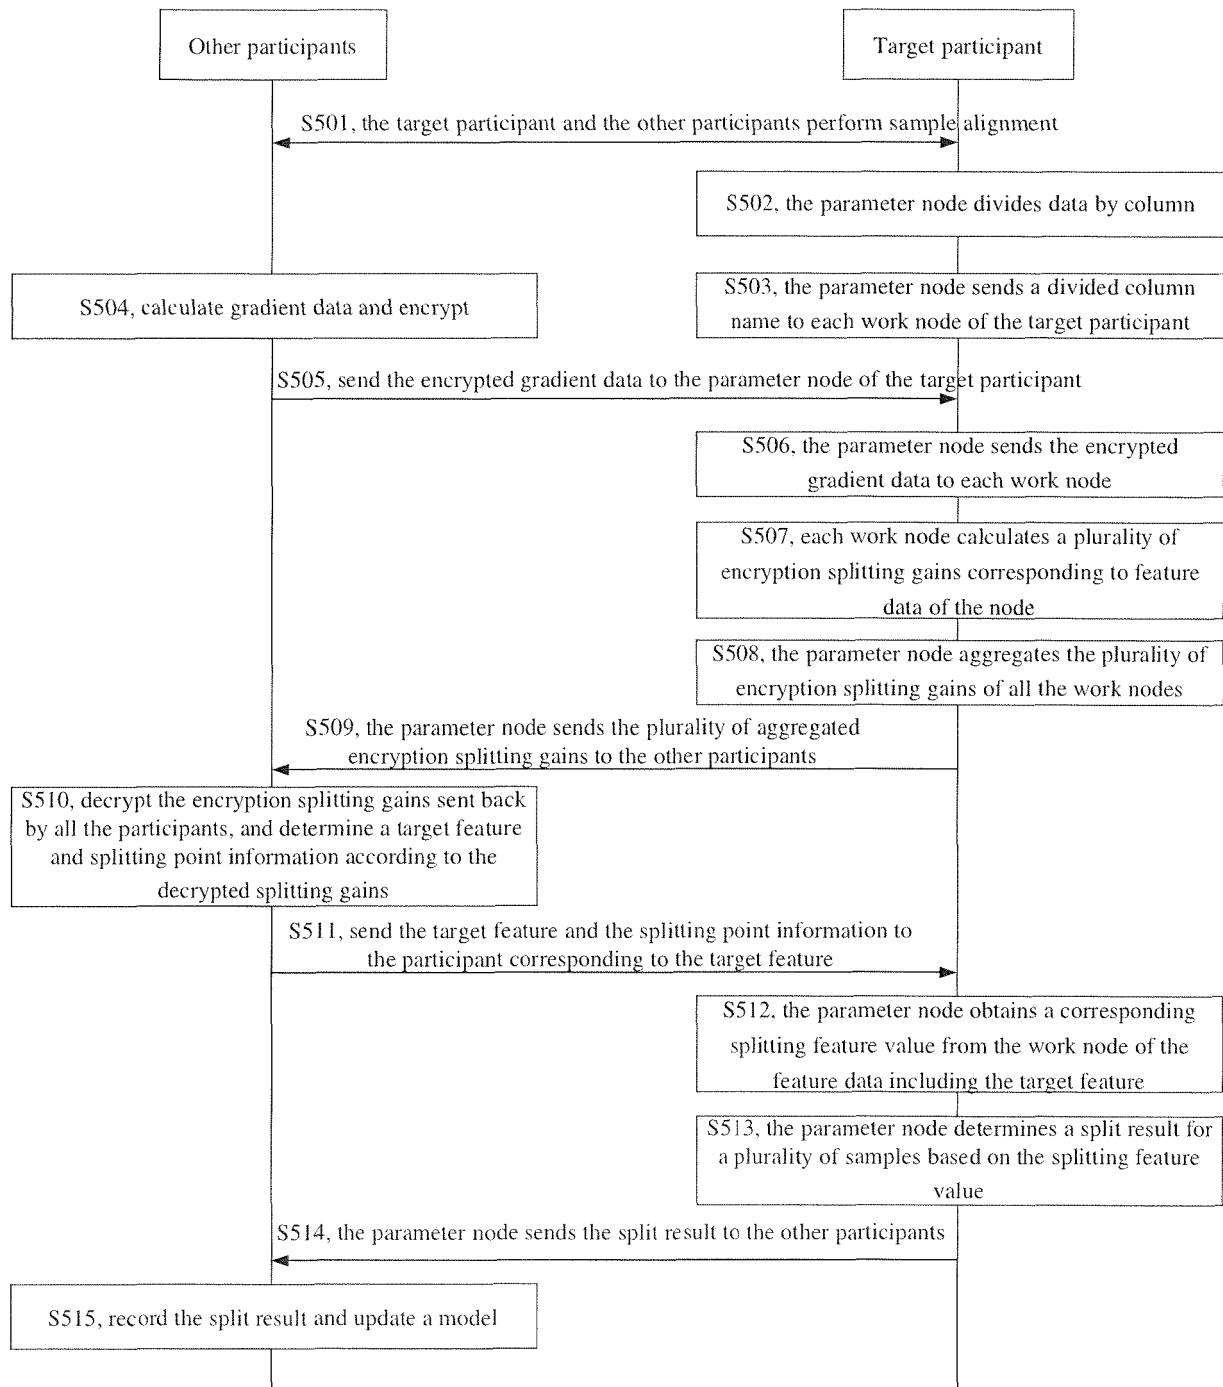 Other participants
Target participant
S501, the target participant and the other participants perform sample alignment
S502, the parameter node divides data by column
S504, calculate gradient data and encrypt
S503, the parameter node sends a divided column
name to each work node of the target participant
S505, send the encrypted gradient data to the parameter node of the target participant
S506, the parameter node sends the encrypted
gradient data to each work node
S507, each work node calculates a plurality of
encryption splitting gains corresponding to feature
data of the node
S508, the parameter node aggregates the plurality of
encryption splitting gains of all the work nodes
S509, the parameter node sends the plurality of aggregated
encryption splitting gains to the other participants
S510, decrypt the encryption splitting gains sent back
by all the participants, and determine a target feature
and splitting point information according to the
decrypted splitting gains
S511, send the target feature and the splitting point information to
the participant corresponding to the target feature
S512, the parameter node obtains a corresponding
splitting feature value from the work node of the
feature data including the target feature
S513, the parameter node determines a split result for
a plurality of samples based on the splitting feature
value
S514, the parameter node sends the split result to the other participants
S515, record the split result and update a model